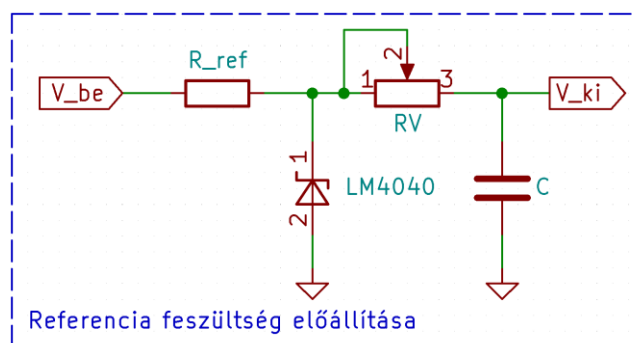 R_ref
V_be
1
2
3
V_ki
RV
1
2
LM4040
C
Referencia feszültség előállítása